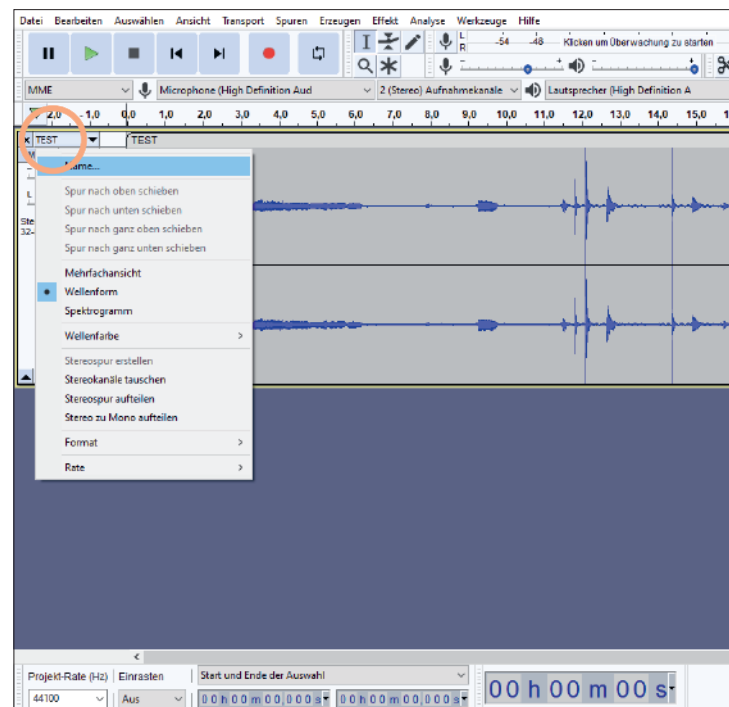 Datei Bearbeiten Auswählen Ansicht Transport Spuren Erzeugen Effekt Analyse Werkzeuge Hilfe
L
R
-54 -48 Klicken um Überwachung zu starten
MME Microphone (High Definition Aud 2 (Stereo) Aufnahmekanäle Lautsprecher (High Definition A
2,0 1,0 0,0 1,0 2,0 3,0 4,0 5,0 6,0 7,0 8,0 9,0 10,0 11,0 12,0 13,0 14,0 15,0
TEST TEST
Spur nach oben schieben
Spur nach unten schieben
Spur nach ganz oben schieben
Spur nach ganz unten schieben
Mehrfachansicht
Wellenform
Spektrogramm
Wellenfarbe
Stereospur erstellen
Stereokanäle tauschen
Stereospur aufteilen
Stereo zu Mono aufteilen
Format
Rate
L
Ste
32-
Projekt-Rate (Hz) Einrasten Start und Ende der Auswahl
44100 Aus 00h00m00,000s 00h00m00,000s
00 h 00 m 00 s